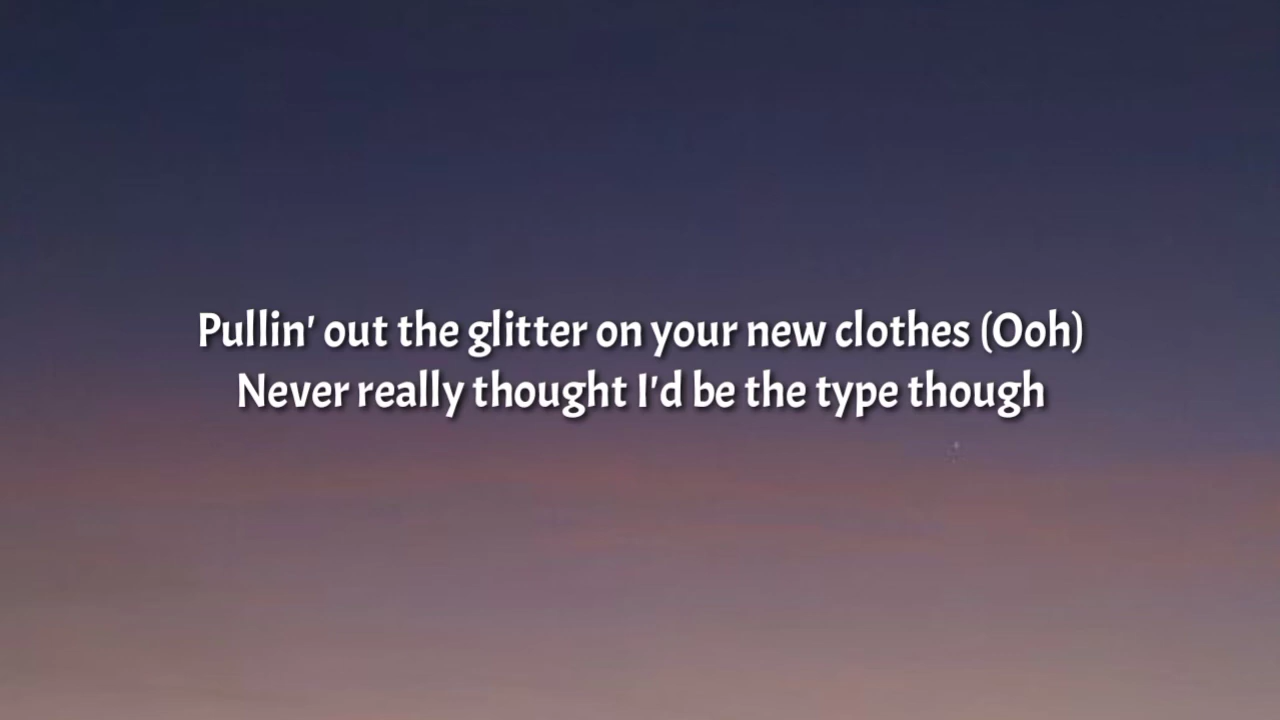 Pullin' out the glitter on your new clothes (Ooh)
Never really thought I'd be the type though